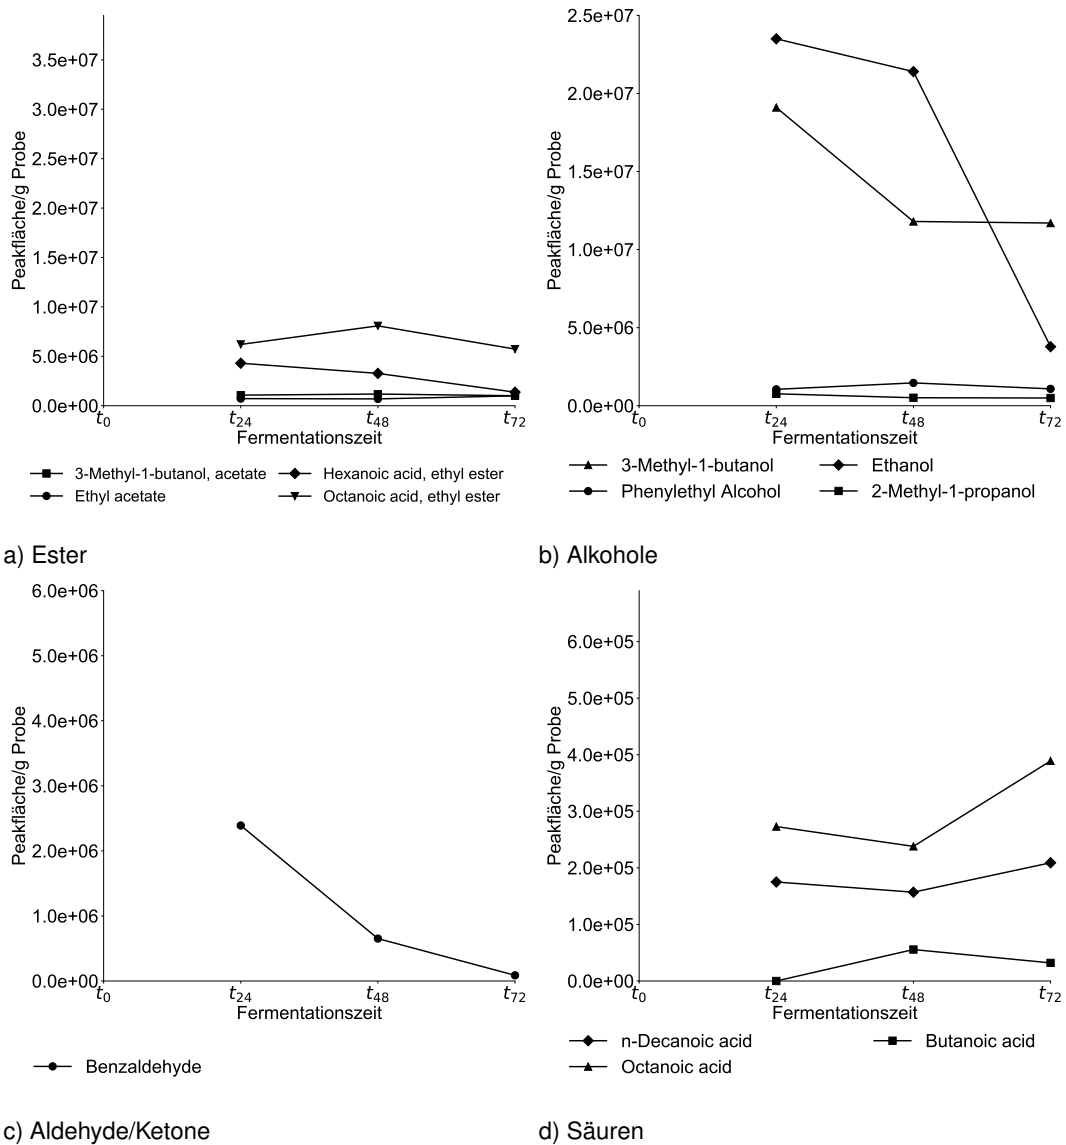 3.5e+07
3.0e+07
2.5e+07
2.0e+07
1.5e+07
1.0e+07
5.0e+06
0.0e+00
Peakfläche/g Probe
t0 t24 t48 t72
Fermentationszeit
3-Methyl-1-butanol, acetate Hexanoic acid, ethyl ester
Ethyl acetate Octanoic acid, ethyl ester
a) Ester
2.5e+07
2.0e+07
1.5e+07
1.0e+07
5.0e+06
0.0e+00
Peakfläche/g Probe
t0 t24 t48 t72
Fermentationszeit
3-Methyl-1-butanol Ethanol
Phenylethyl Alcohol 2-Methyl-1-propanol
b) Alkohole
6.0e+06
5.0e+06
4.0e+06
3.0e+06
2.0e+06
1.0e+06
0.0e+00
Peakfläche/g Probe
t0 t24 t48 t72
Fermentationszeit
Benzaldehyde
c) Aldehyde/Ketone
6.0e+05
5.0e+05
4.0e+05
3.0e+05
2.0e+05
1.0e+05
0.0e+00
Peakfläche/g Probe
t0 t24 t48 t72
Fermentationszeit
n-Decanoic acid Butanoic acid
Octanoic acid
d) Säuren